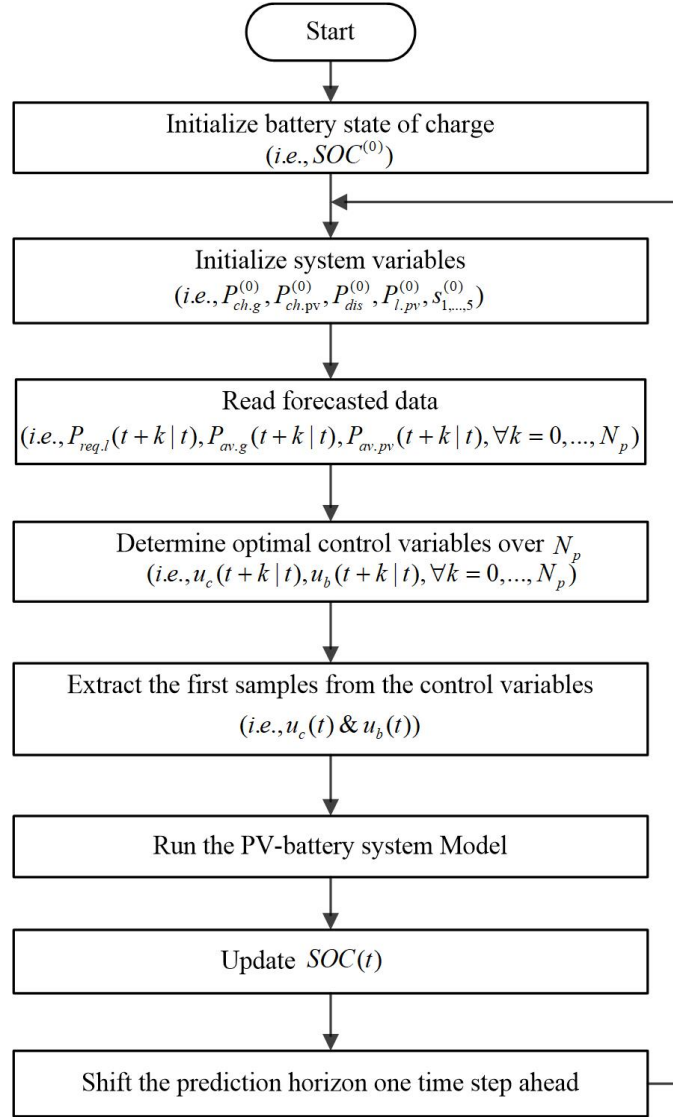 Start
Initialize battery state of charge
(i.e., SOC^(0))
Initialize system variables
(i.e., P_ch.g^(0), P_ch.pv^(0), P_dis^(0), P_l.pv^(0), s_1,...,5^(0))
Read forecasted data
(i.e., P_req.l(t+k|t), P_av.g(t+k|t), P_av.pv(t+k|t), ∀k = 0,..., N_p)
Determine optimal control variables over N_p
(i.e., u_c(t+k|t), u_b(t+k|t), ∀k = 0,..., N_p)
Extract the first samples from the control variables
(i.e., u_c(t) & u_b(t))
Run the PV-battery system Model
Update SOC(t)
Shift the prediction horizon one time step ahead